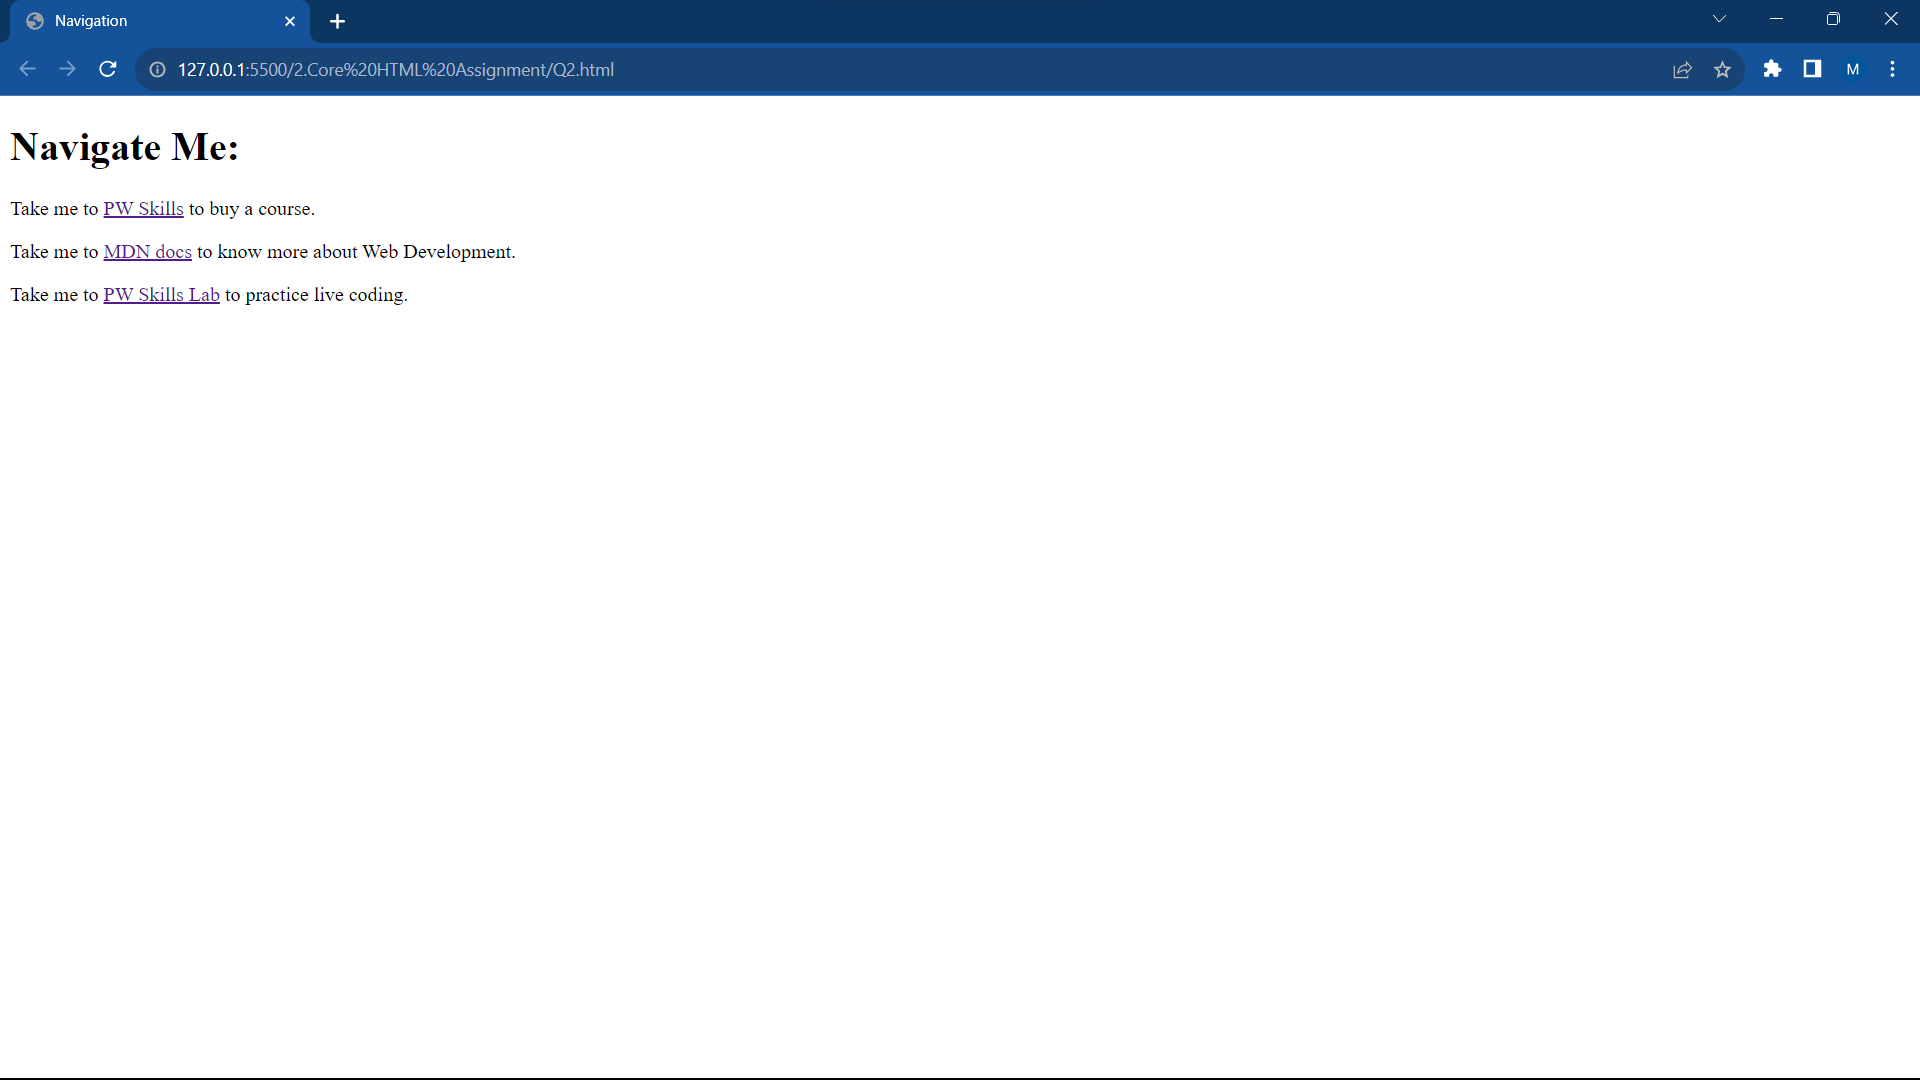 Navigation
127.0.0.1:5500/2.Core%20HTML%20Assignment/Q2.html
M
Navigate Me:
Take me to PW Skills to buy a course.
Take me to MDN docs to know more about Web Development.
Take me to PW Skills Lab to practice live coding.